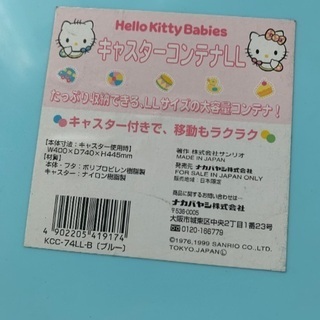 Hello Kitty Babies
キャスターコンテナLL
たっぷり収納できる、LLサイズの大容量コンテナ!
キャスター付きで、移動もラクラク
【本体寸法:キャスター使用時】
W400×D740×H445mm
【材質】
本体・フタ:ポリプロピレン樹脂製
キャスター:ナイロン樹脂製
4902205419174
KCC-74LL-B [ブルー]
著作 株式会社サンリオ
MADE IN JAPAN
発売元 ナカバヤシ株式会社
FOR SALE IN JAPAN ONLY
販売地域 日本限定
商品に関するお問い合わせは…
ナカバヤシ株式会社
〒536-0005
大阪市城東区中央2丁目1番23号
0120-166779
©1976,1999 SANRIO CO.,LTD.
TOKYO,JAPAN Ⓛ